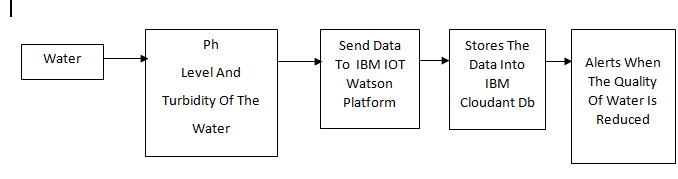 Water
Ph
Level And
Turbidity Of The
Water
Send Data
To IBM IOT
Watson
Platform
Stores The
Data Into
IBM
Cloudant Db
Alerts When
The Quality
Of Water Is
Reduced